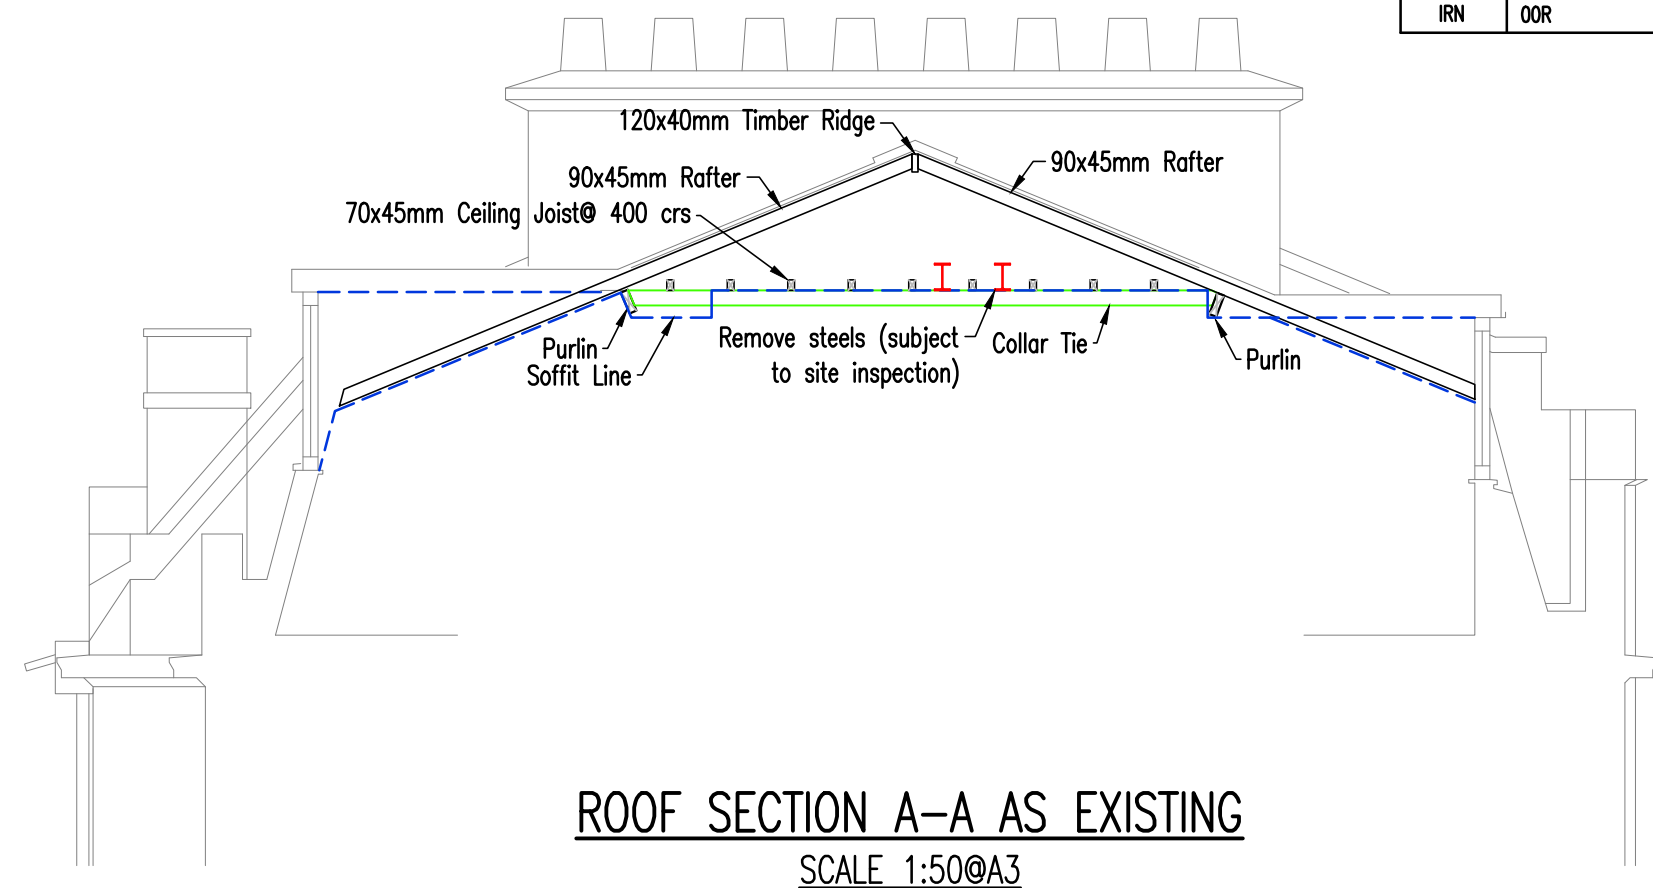 IRN OOR
120x40mm Timber Ridge
90x45mm Rafter
90x45mm Rafter
70x45mm Ceiling Joist@ 400 crs
Purlin
Soffit Line
Remove steels (subject
to site inspection)
Collar Tie
Purlin
ROOF SECTION A-A AS EXISTING
SCALE 1:50@A3